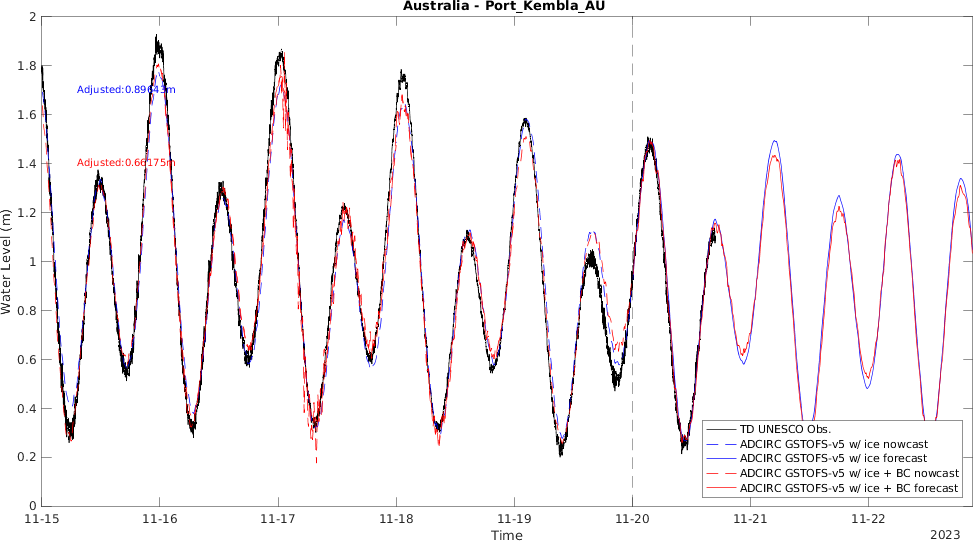 Australia - Port_Kembla_AU
2
1.8
Adjusted:0.89643m
1.6
Adjusted:0.66175m
1.4
1.2
1
0.8
0.6
0.4
0.2
0
Water Level (m)
TD UNESCO Obs.
ADCIRC GSTOFS-v5 w/ ice nowcast
ADCIRC GSTOFS-v5 w/ ice forecast
ADCIRC GSTOFS-v5 w/ ice + BC nowcast
ADCIRC GSTOFS-v5 w/ ice + BC forecast
11-15 11-16 11-17 11-18 11-19 11-20 11-21 11-22
Time
2023